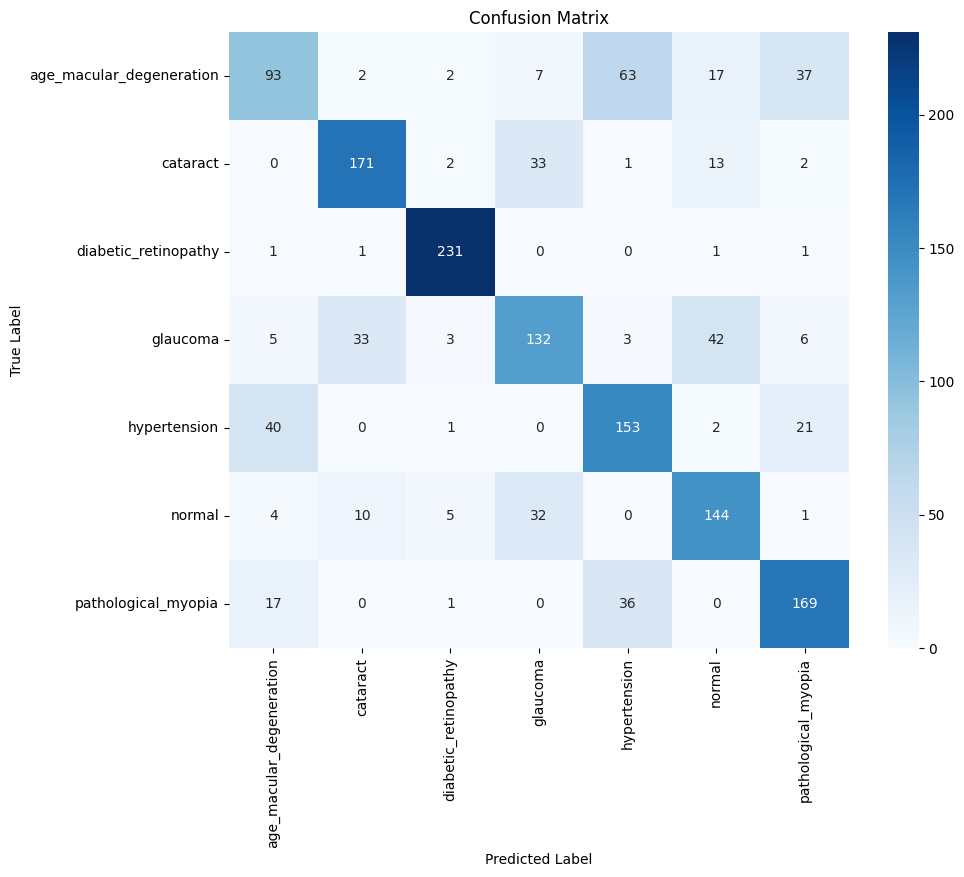 Confusion Matrix
age_macular_degeneration 93 2 2 7 63 17 37
cataract 0 171 2 33 1 13 2
diabetic_retinopathy 1 1 231 0 0 1 1
glaucoma 5 33 3 132 3 42 6
hypertension 40 0 1 0 153 2 21
normal 4 10 5 32 0 144 1
pathological_myopia 17 0 1 0 36 0 169
True Label
age_macular_degeneration
cataract
diabetic_retinopathy
glaucoma
hypertension
normal
pathological_myopia
Predicted Label
200
150
100
50
0